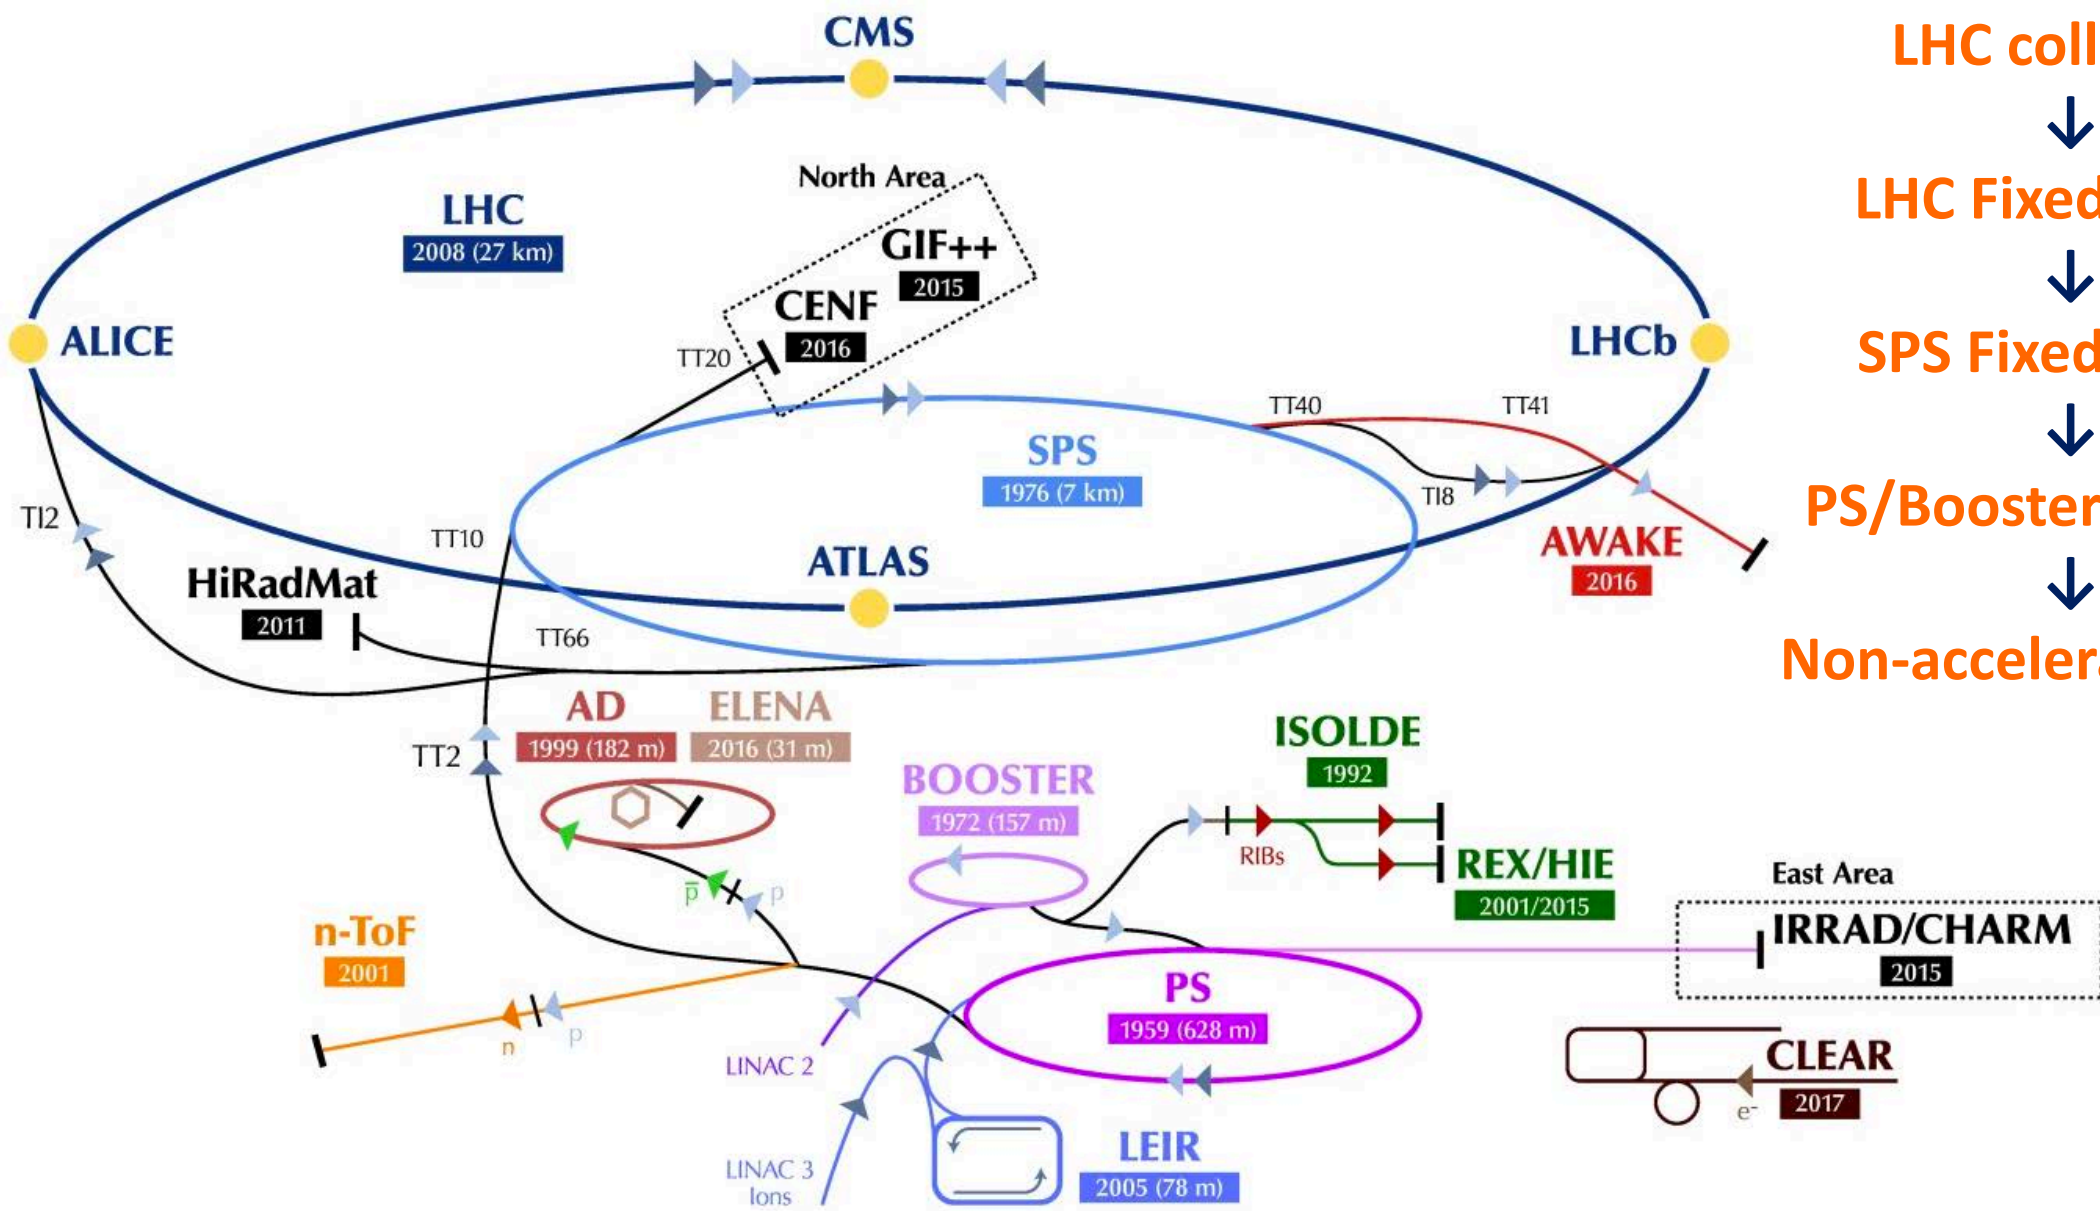 CMS
LHC coll
North Area
LHC Fixed
LHC
2008 (27 km)
GIF++
2015
CENF
2016
TT20
ALICE
LHCb
SPS Fixed
TT40
TT41
SPS
1976 (7 km)
TI8
TI2
TT10
PS/Booster
AWAKE
2016
ATLAS
HiRadMat
2011
TT66
Non-acceler
AD
1999 (182 m)
ELENA
2016 (31 m)
TT2
ISOLDE
1992
BOOSTER
1972 (157 m)
RIBs
REX/HIE
2001/2015
p̅
p
East Area
IRRAD/CHARM
2015
n-ToF
2001
n
p
PS
1959 (628 m)
LINAC 2
CLEAR
2017
e-
LEIR
2005 (78 m)
LINAC 3
Ions